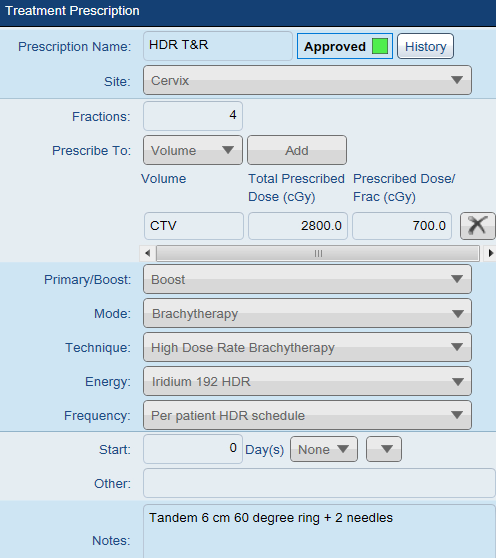 Treatment Prescription
Prescription Name: HDR T&R Approved History
Site: Cervix
Fractions: 4
Prescribe To: Volume Add
Volume Total Prescribed Dose (cGy) Prescribed Dose/ Frac (cGy)
CTV 2800.0 700.0
Primary/Boost: Boost
Mode: Brachytherapy
Technique: High Dose Rate Brachytherapy
Energy: Iridium 192 HDR
Frequency: Per patient HDR schedule
Start: 0 Day(s) None
Other:
Notes: Tandem 6 cm 60 degree ring + 2 needles